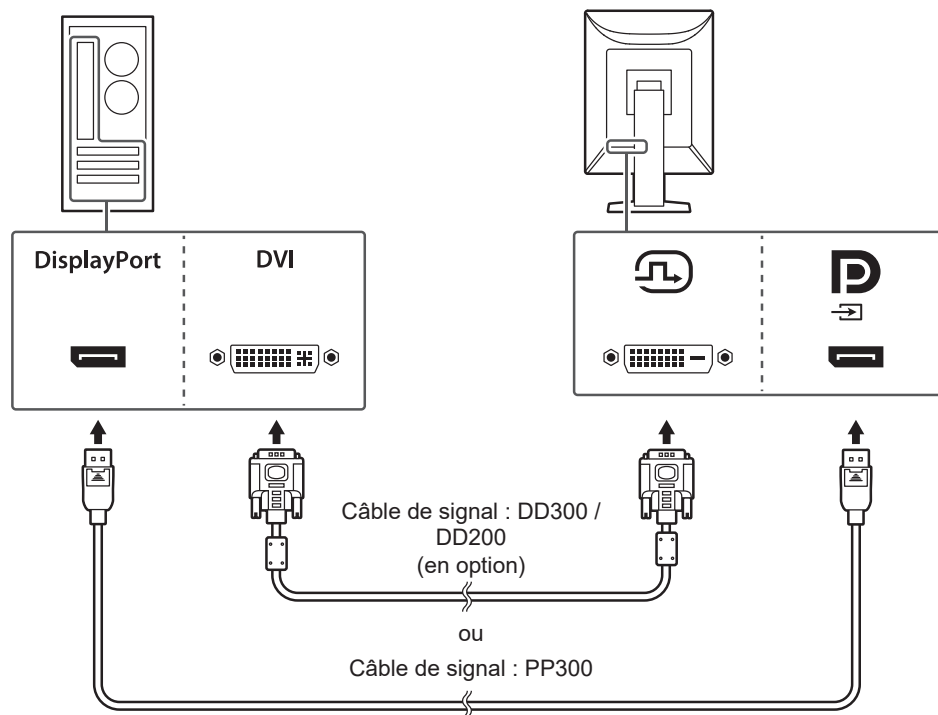 DisplayPort
DVI
Câble de signal : DD300 /
DD200
(en option)
ou
Câble de signal : PP300